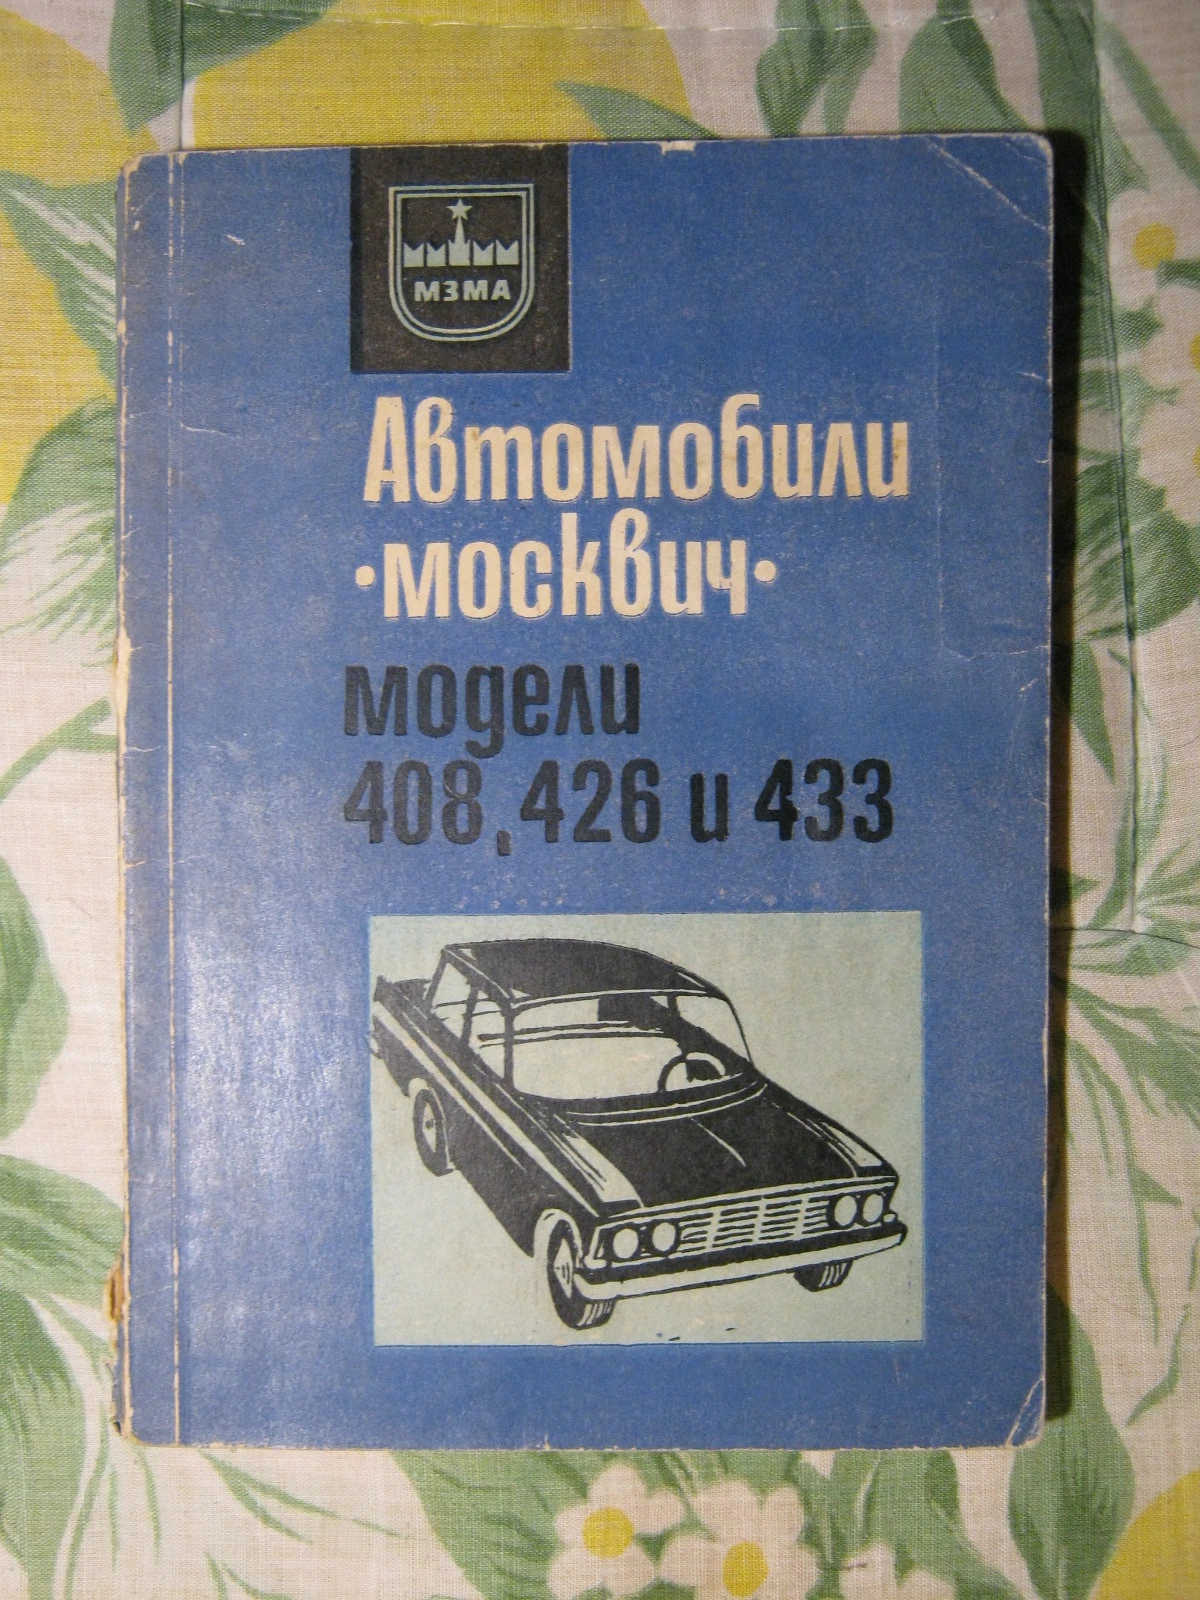 МЗМА
Автомобили
·москвич·
модели
408, 426 и 433